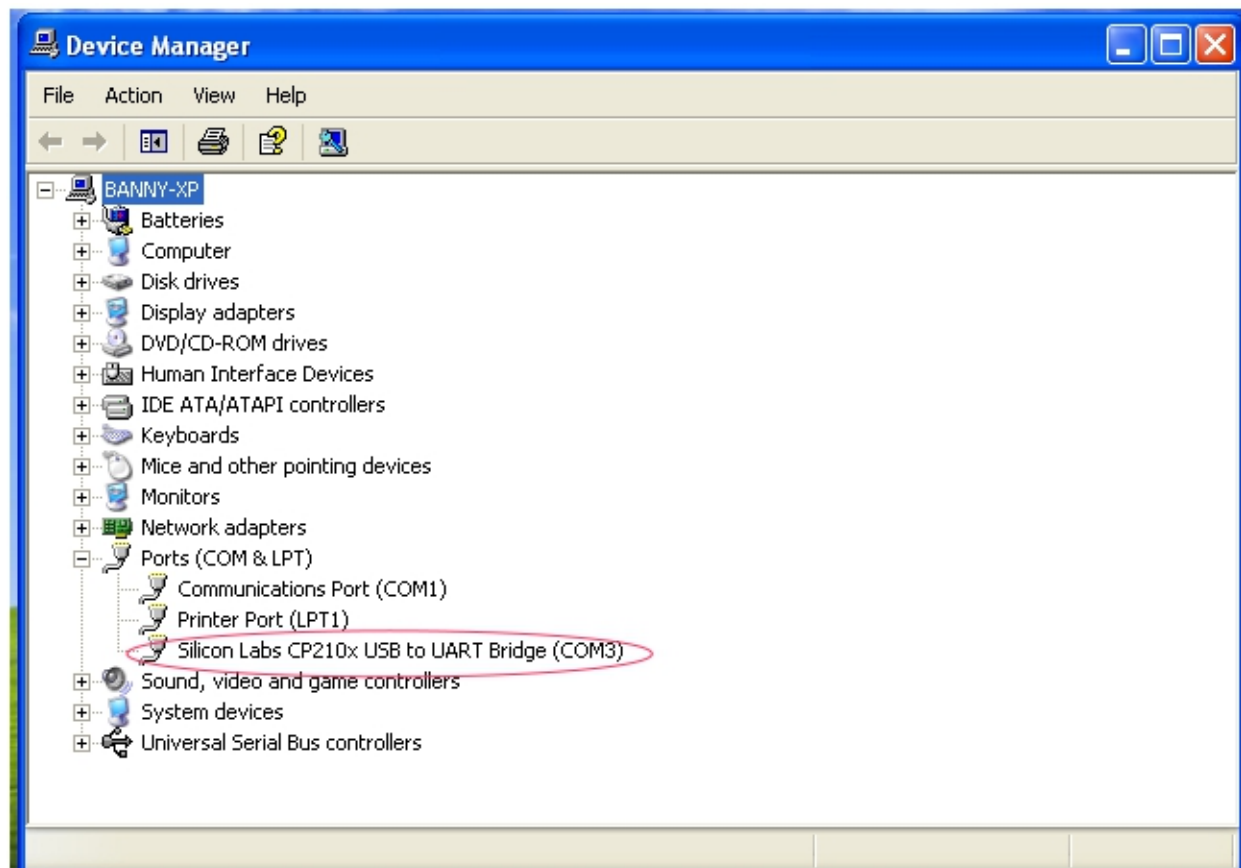 Device Manager
File Action View Help
BANNY-XP
Batteries
Computer
Disk drives
Display adapters
DVD/CD-ROM drives
Human Interface Devices
IDE ATA/ATAPI controllers
Keyboards
Mice and other pointing devices
Monitors
Network adapters
Ports (COM & LPT)
Communications Port (COM1)
Printer Port (LPT1)
Silicon Labs CP210x USB to UART Bridge (COM3)
Sound, video and game controllers
System devices
Universal Serial Bus controllers